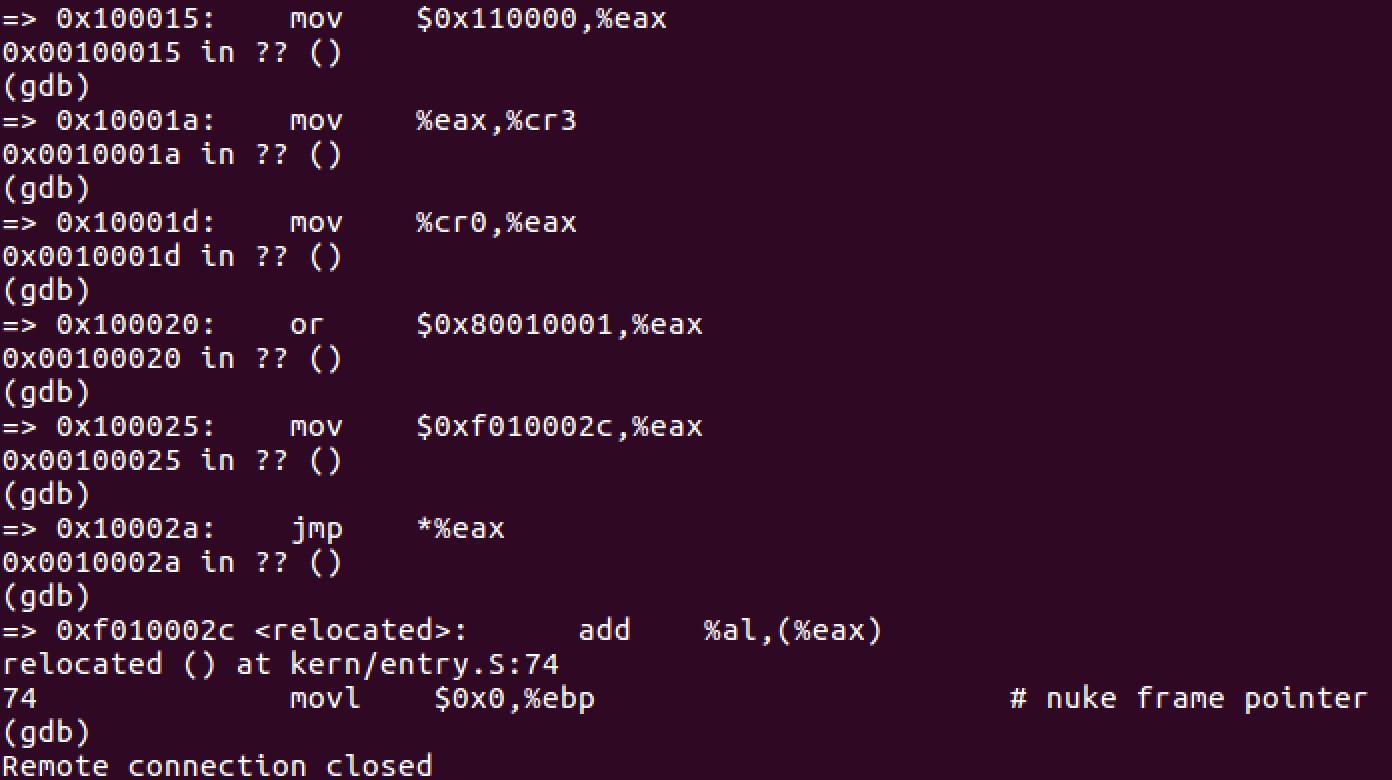 => 0x100015:    mov    $0x110000,%eax
0x00100015 in ?? ()
(gdb)
=> 0x10001a:    mov    %eax,%cr3
0x0010001a in ?? ()
(gdb)
=> 0x10001d:    mov    %cr0,%eax
0x0010001d in ?? ()
(gdb)
=> 0x100020:    or     $0x80010001,%eax
0x00100020 in ?? ()
(gdb)
=> 0x100025:    mov    $0xf010002c,%eax
0x00100025 in ?? ()
(gdb)
=> 0x10002a:    jmp    *%eax
0x0010002a in ?? ()
(gdb)
=> 0xf010002c <relocated>:      add    %al,(%eax)
relocated () at kern/entry.S:74
74              movl    $0x0,%ebp                       # nuke frame pointer
(gdb)
Remote connection closed